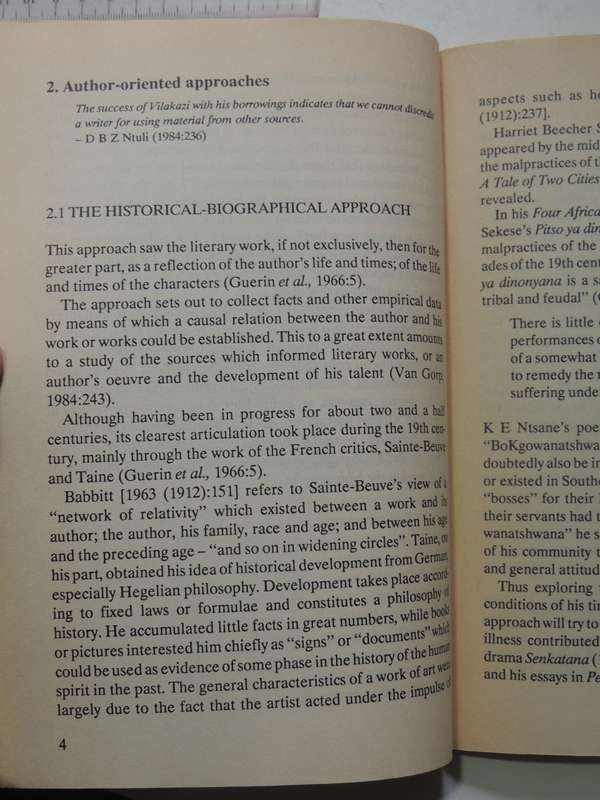 2. Author-oriented approaches
The success of Vilakazi with his borrowings indicates that we cannot discredit
a writer for using material from other sources.
– D B Z Ntuli (1984:236)
2.1 THE HISTORICAL-BIOGRAPHICAL APPROACH
This approach saw the literary work, if not exclusively, then for the
greater part, as a reflection of the author's life and times; of the life
and times of the characters (Guerin et al., 1966:5).
The approach sets out to collect facts and other empirical data
by means of which a causal relation between the author and his
work or works could be established. This to a great extent amounts
to a study of the sources which informed literary works, or an
author's oeuvre and the development of his talent (Van Gorp,
1984:243).
Although having been in progress for about two and a half
centuries, its clearest articulation took place during the 19th cen-
tury, mainly through the work of the French critics, Sainte-Beuve
and Taine (Guerin et al., 1966:5).
Babbitt [1963 (1912):151] refers to Sainte-Beuve's view of a
"network of relativity" which existed between a work and its
author; the author, his family, race and age; and between his age
and the preceding age – "and so on in widening circles". Taine, on
his part, obtained his idea of historical development from German,
especially Hegelian philosophy. Development takes place accord-
ing to fixed laws or formulae and constitutes a philosophy of
history. He accumulated little facts in great numbers, while books
or pictures interested him chiefly as "signs" or "documents" which
could be used as evidence of some phase in the history of the human
spirit in the past. The general characteristics of a work of art were
largely due to the fact that the artist acted under the impulse of
4
aspects such as
(1912):237].
Harriet Beecher
appeared by the mid
the malpractices of
A Tale of Two Cities
revealed.
In his Four
Sekese's Pitso ya
malpractices of the
ades of the 19th
ya dinonyana is a
tribal and feudal"
There is little
performances
of a somewhat
to remedy the
suffering
K E Ntsane's
"BoKgowanatshwa
doubtedly also be
or existed in
"bosses" for their
their servants had
wanatshwana" he
of his community
and general
Thus exploring
conditions of his
approach will try to
illness contributed
drama Senkatana
and his essays in